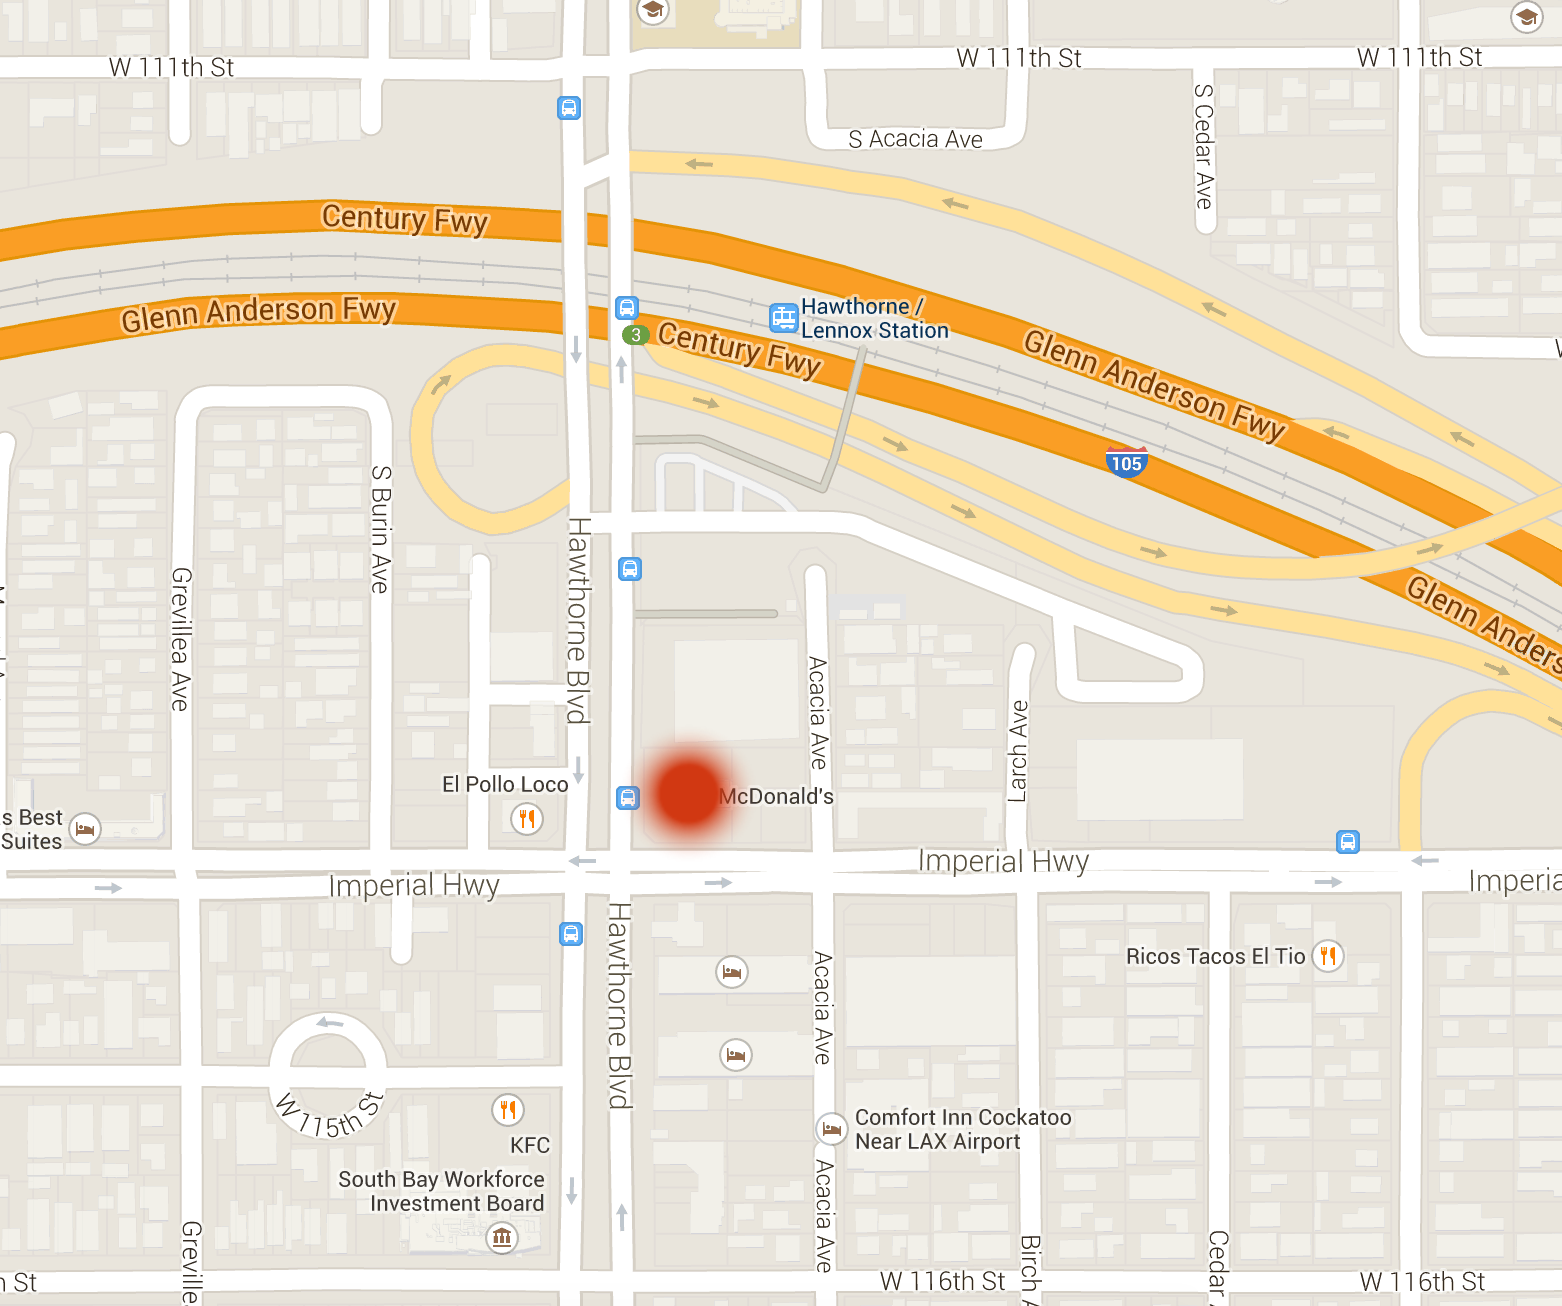 W 111th St
W 111th St
W 111th St
S Acacia Ave
S Cedar Ave
Century Fwy
Glenn Anderson Fwy
Hawthorne /
Lennox Station
3
Century Fwy
Glenn Anderson Fwy
105
S Burin Ave
Grevillea Ave
Hawthorne Blvd
Glenn Anders
Acacia Ave
Larch Ave
El Pollo Loco
McDonald's
s Best
Suites
Imperial Hwy
Imperial Hwy
Imperia
Hawthorne Blvd
Acacia Ave
Ricos Tacos El Tio
W 115th St
KFC
Comfort Inn Cockatoo
Near LAX Airport
South Bay Workforce
Investment Board
Acacia Ave
Greville
Birch A
Cedar
St
W 116th St
W 116th St